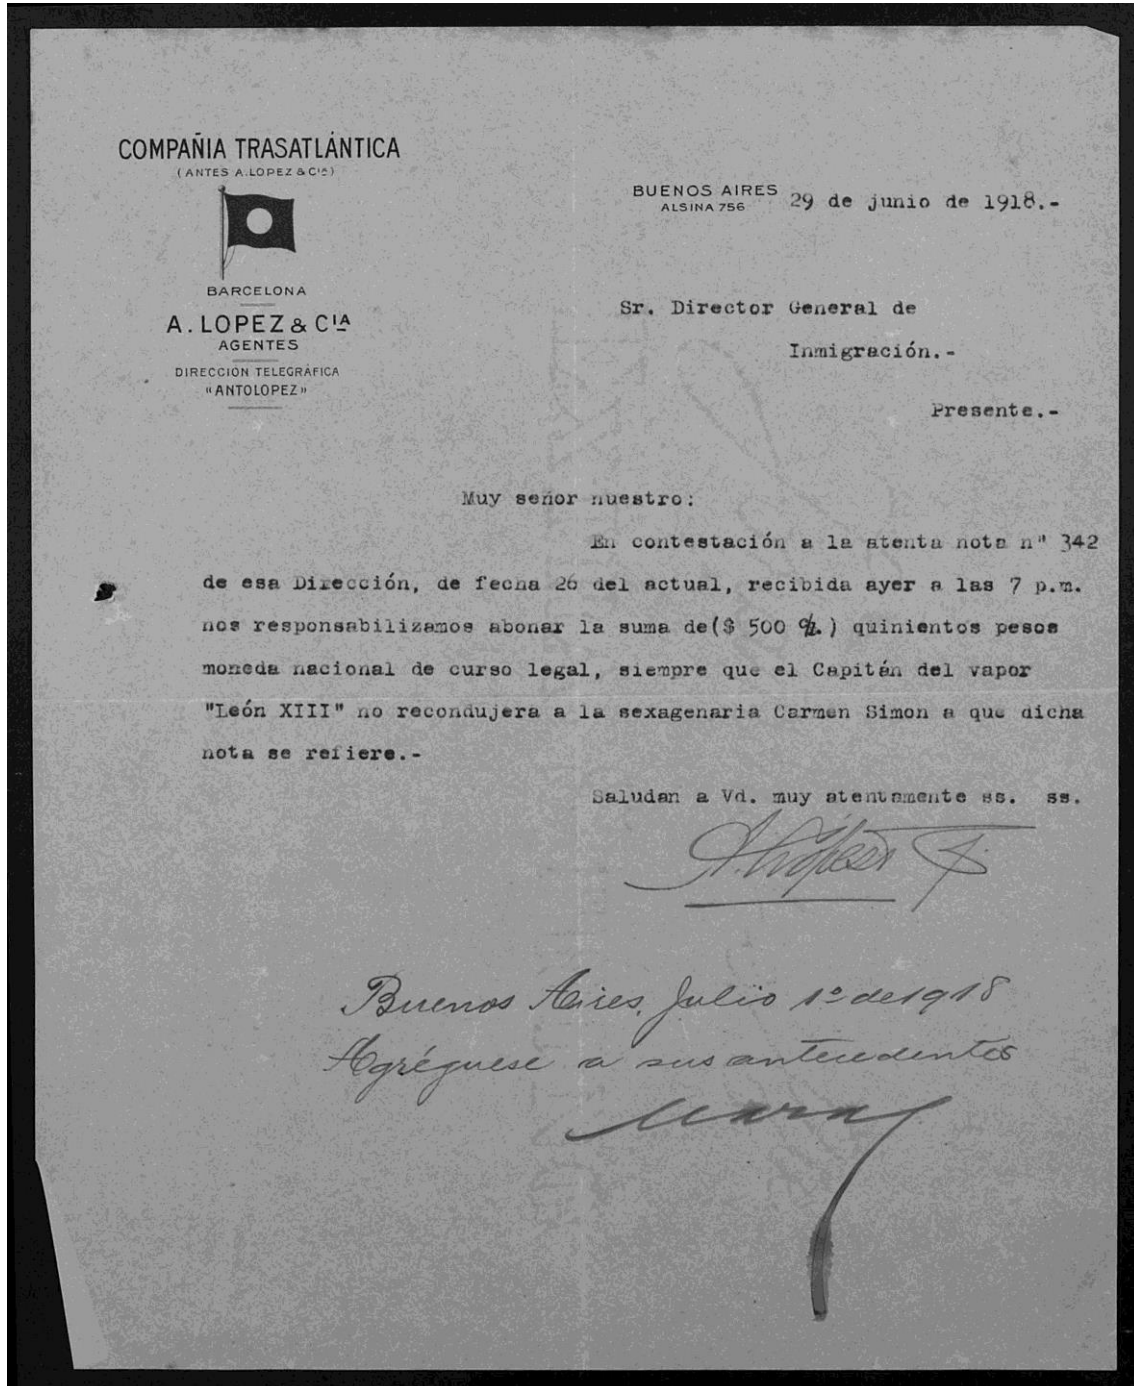 COMPAÑIA TRASATLÁNTICA
(ANTES A. LOPEZ & Cía)
BARCELONA
A. LOPEZ & CIA
AGENTES
DIRECCIÓN TELEGRÁFICA
"ANTOLOPEZ"
BUENOS AIRES
ALSINA 756
29 de junio de 1918.-
Sr. Director General de
Inmigración.-
Presente.-
Muy señor nuestro:
En contestación a la atenta nota n" 342
de esa Dirección, de fecha 26 del actual, recibida ayer a las 7 p.m.
nos responsabilizamos abonar la suma de($ 500 ) quinientos pesos
moneda nacional de curso legal, siempre que el Capitán del vapor
"León XIII" no recondujera a la sexagenaria Carmen Simon a que dicha
nota se refiere.-
Saludan a Vd. muy atentamente ss. ss.
Buenos Aires, Julio 1º de 1918
Agréguese a sus antecedentes